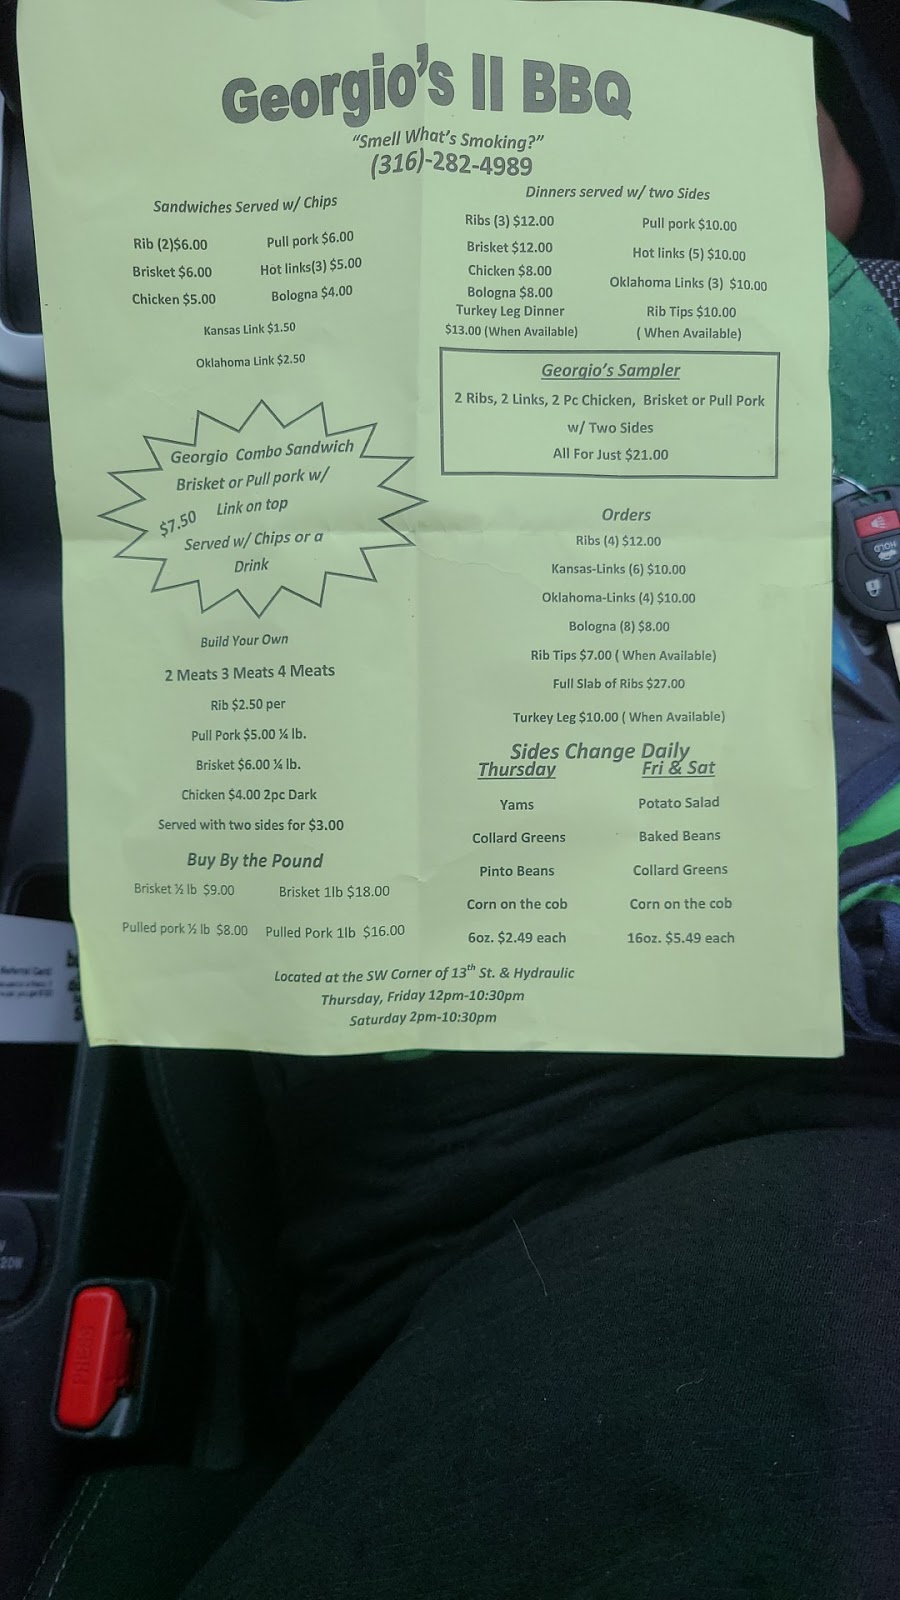 Georgio's II BBQ
"Smell What's Smoking?"
(316)-282-4989
Sandwiches Served w/ Chips
Rib (2)$6.00 Pull pork $6.00
Brisket $6.00 Hot links(3) $5.00
Chicken $5.00 Bologna $4.00
Kansas Link $1.50
Oklahoma Link $2.50
Georgio Combo Sandwich
Brisket or Pull pork w/
$7.50 Link on top
Served w/ Chips or a
Drink
Build Your Own
2 Meats 3 Meats 4 Meats
Rib $2.50 per
Pull Pork $5.00 ¼ lb.
Brisket $6.00 ¼ lb.
Chicken $4.00 2pc Dark
Served with two sides for $3.00
Buy By the Pound
Brisket ½ lb $9.00 Brisket 1lb $18.00
Pulled pork ½ lb $8.00 Pulled Pork 1lb $16.00
Dinners served w/ two Sides
Ribs (3) $12.00 Pull pork $10.00
Brisket $12.00 Hot links (5) $10.00
Chicken $8.00 Oklahoma Links (3) $10.00
Bologna $8.00
Turkey Leg Dinner Rib Tips $10.00
$13.00 (When Available) ( When Available)
Georgio's Sampler
2 Ribs, 2 Links, 2 Pc Chicken, Brisket or Pull Pork
w/ Two Sides
All For Just $21.00
Orders
Ribs (4) $12.00
Kansas-Links (6) $10.00
Oklahoma-Links (4) $10.00
Bologna (8) $8.00
Rib Tips $7.00 ( When Available)
Full Slab of Ribs $27.00
Turkey Leg $10.00 ( When Available)
Sides Change Daily
Thursday Fri & Sat
Yams Potato Salad
Collard Greens Baked Beans
Pinto Beans Collard Greens
Corn on the cob Corn on the cob
6oz. $2.49 each 16oz. $5.49 each
Located at the SW Corner of 13th St. & Hydraulic
Thursday, Friday 12pm-10:30pm
Saturday 2pm-10:30pm
HOLD
PRESS
Referral Card